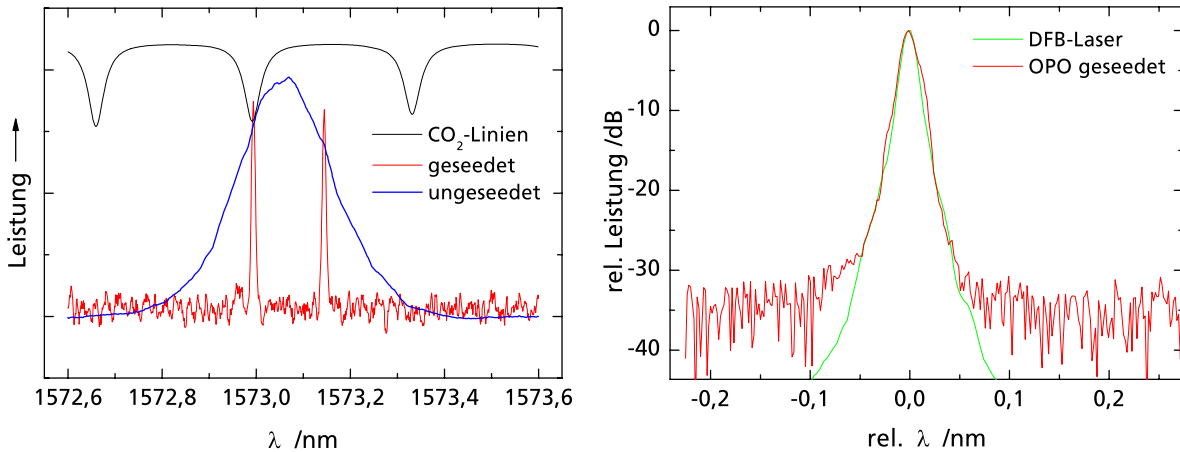 Leistung
CO2-Linien
geseedet
ungeseedet
1572,6 1572,8 1573,0 1573,2 1573,4 1573,6
λ /nm
rel. Leistung /dB
0
-10
-20
-30
-40
DFB-Laser
OPO geseedet
-0,2 -0,1 0,0 0,1 0,2
rel. λ /nm